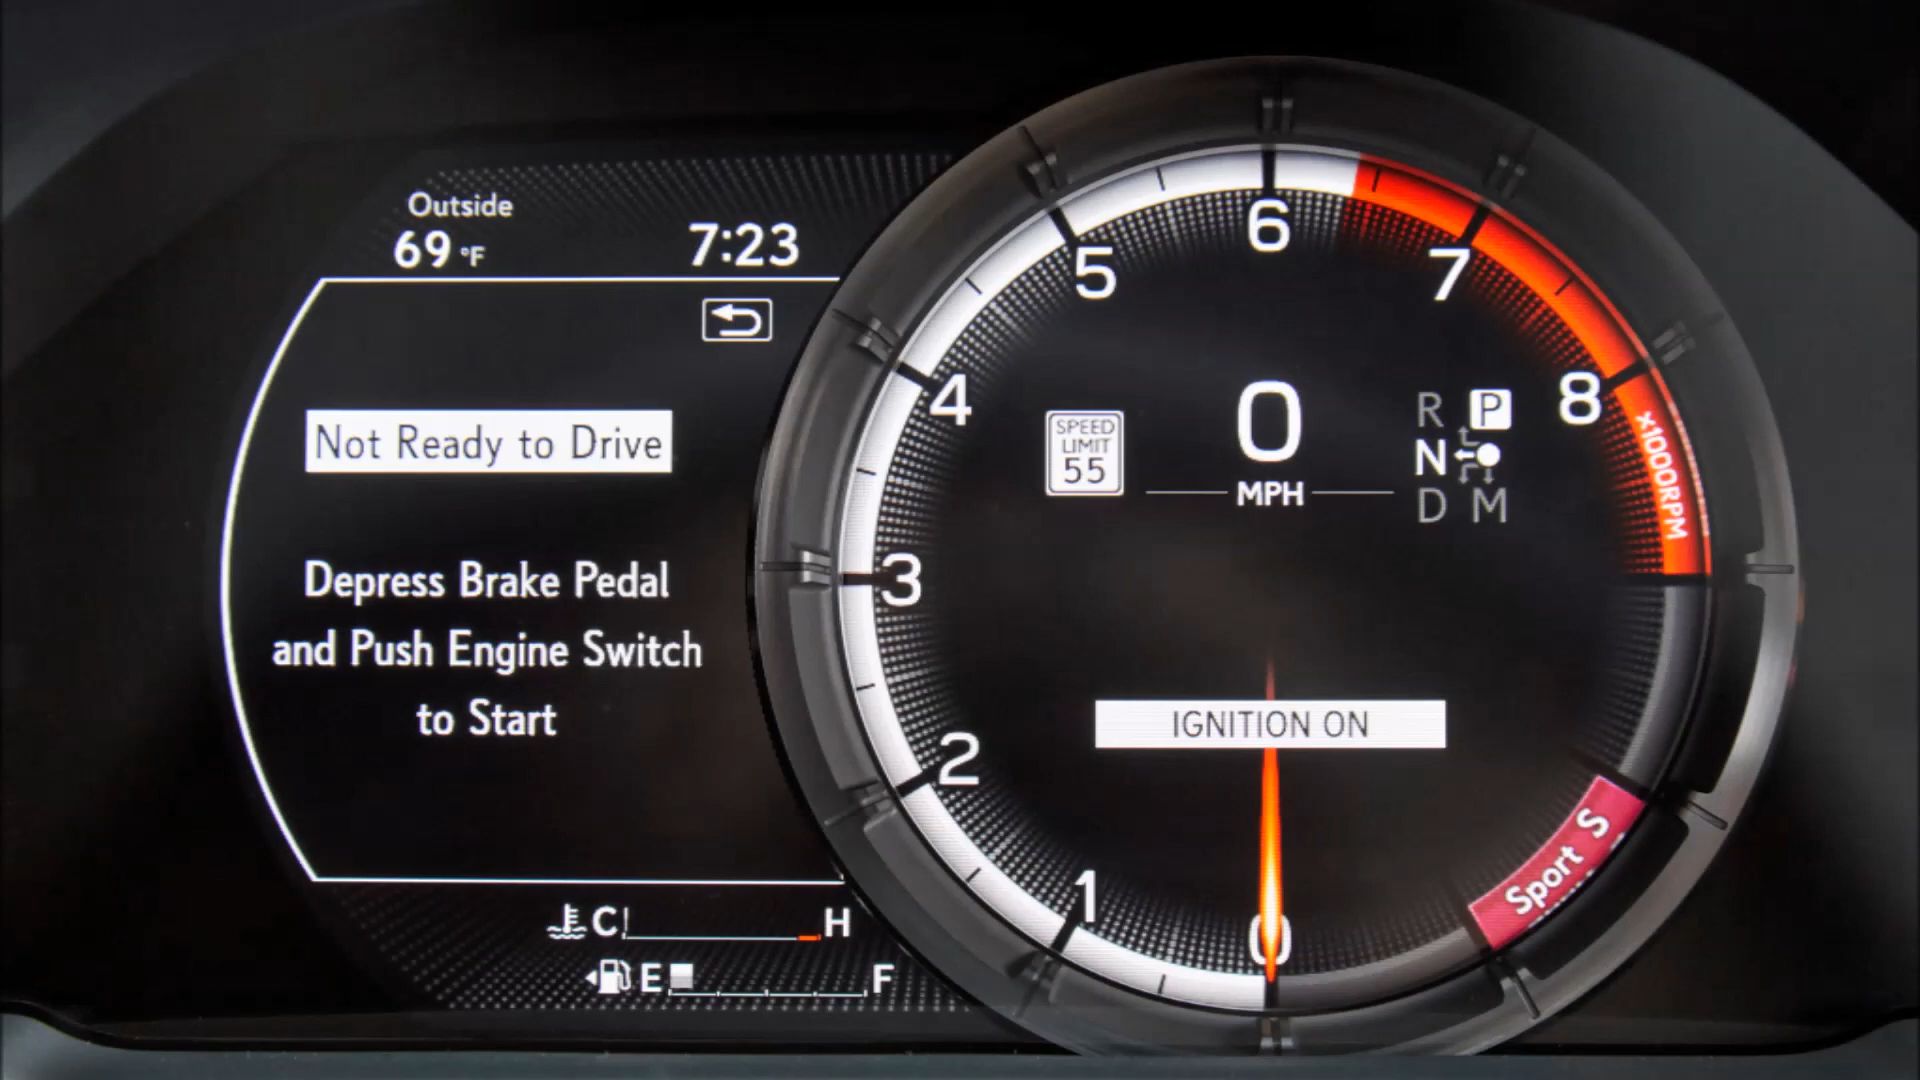 Outside
69 °F
7:23
Not Ready to Drive
Depress Brake Pedal
and Push Engine Switch
to Start
C H
E F
0
1
2
3
4
5
6
7
8
x1000RPM
SPEED
LIMIT
55
0
MPH
R P
N
D M
IGNITION ON
Sport S